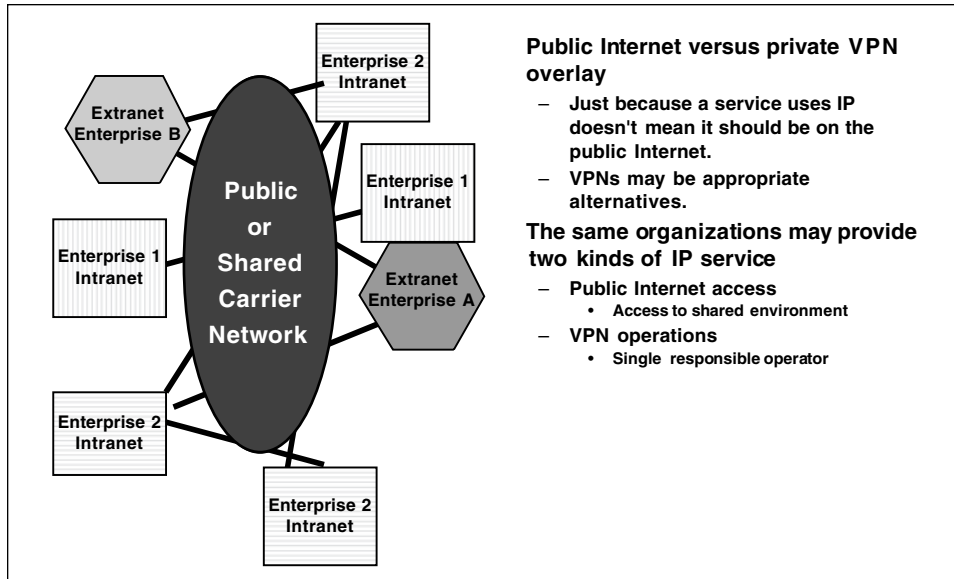 Enterprise 2
Intranet
Extranet
Enterprise B
Enterprise 1
Intranet
Public
or
Shared
Carrier
Network
Enterprise 1
Intranet
Extranet
Enterprise A
Enterprise 2
Intranet
Enterprise 2
Intranet
Public Internet versus private VPN
overlay
– Just because a service uses IP
doesn't mean it should be on the
public Internet.
– VPNs may be appropriate
alternatives.
The same organizations may provide
two kinds of IP service
– Public Internet access
• Access to shared environment
– VPN operations
• Single responsible operator